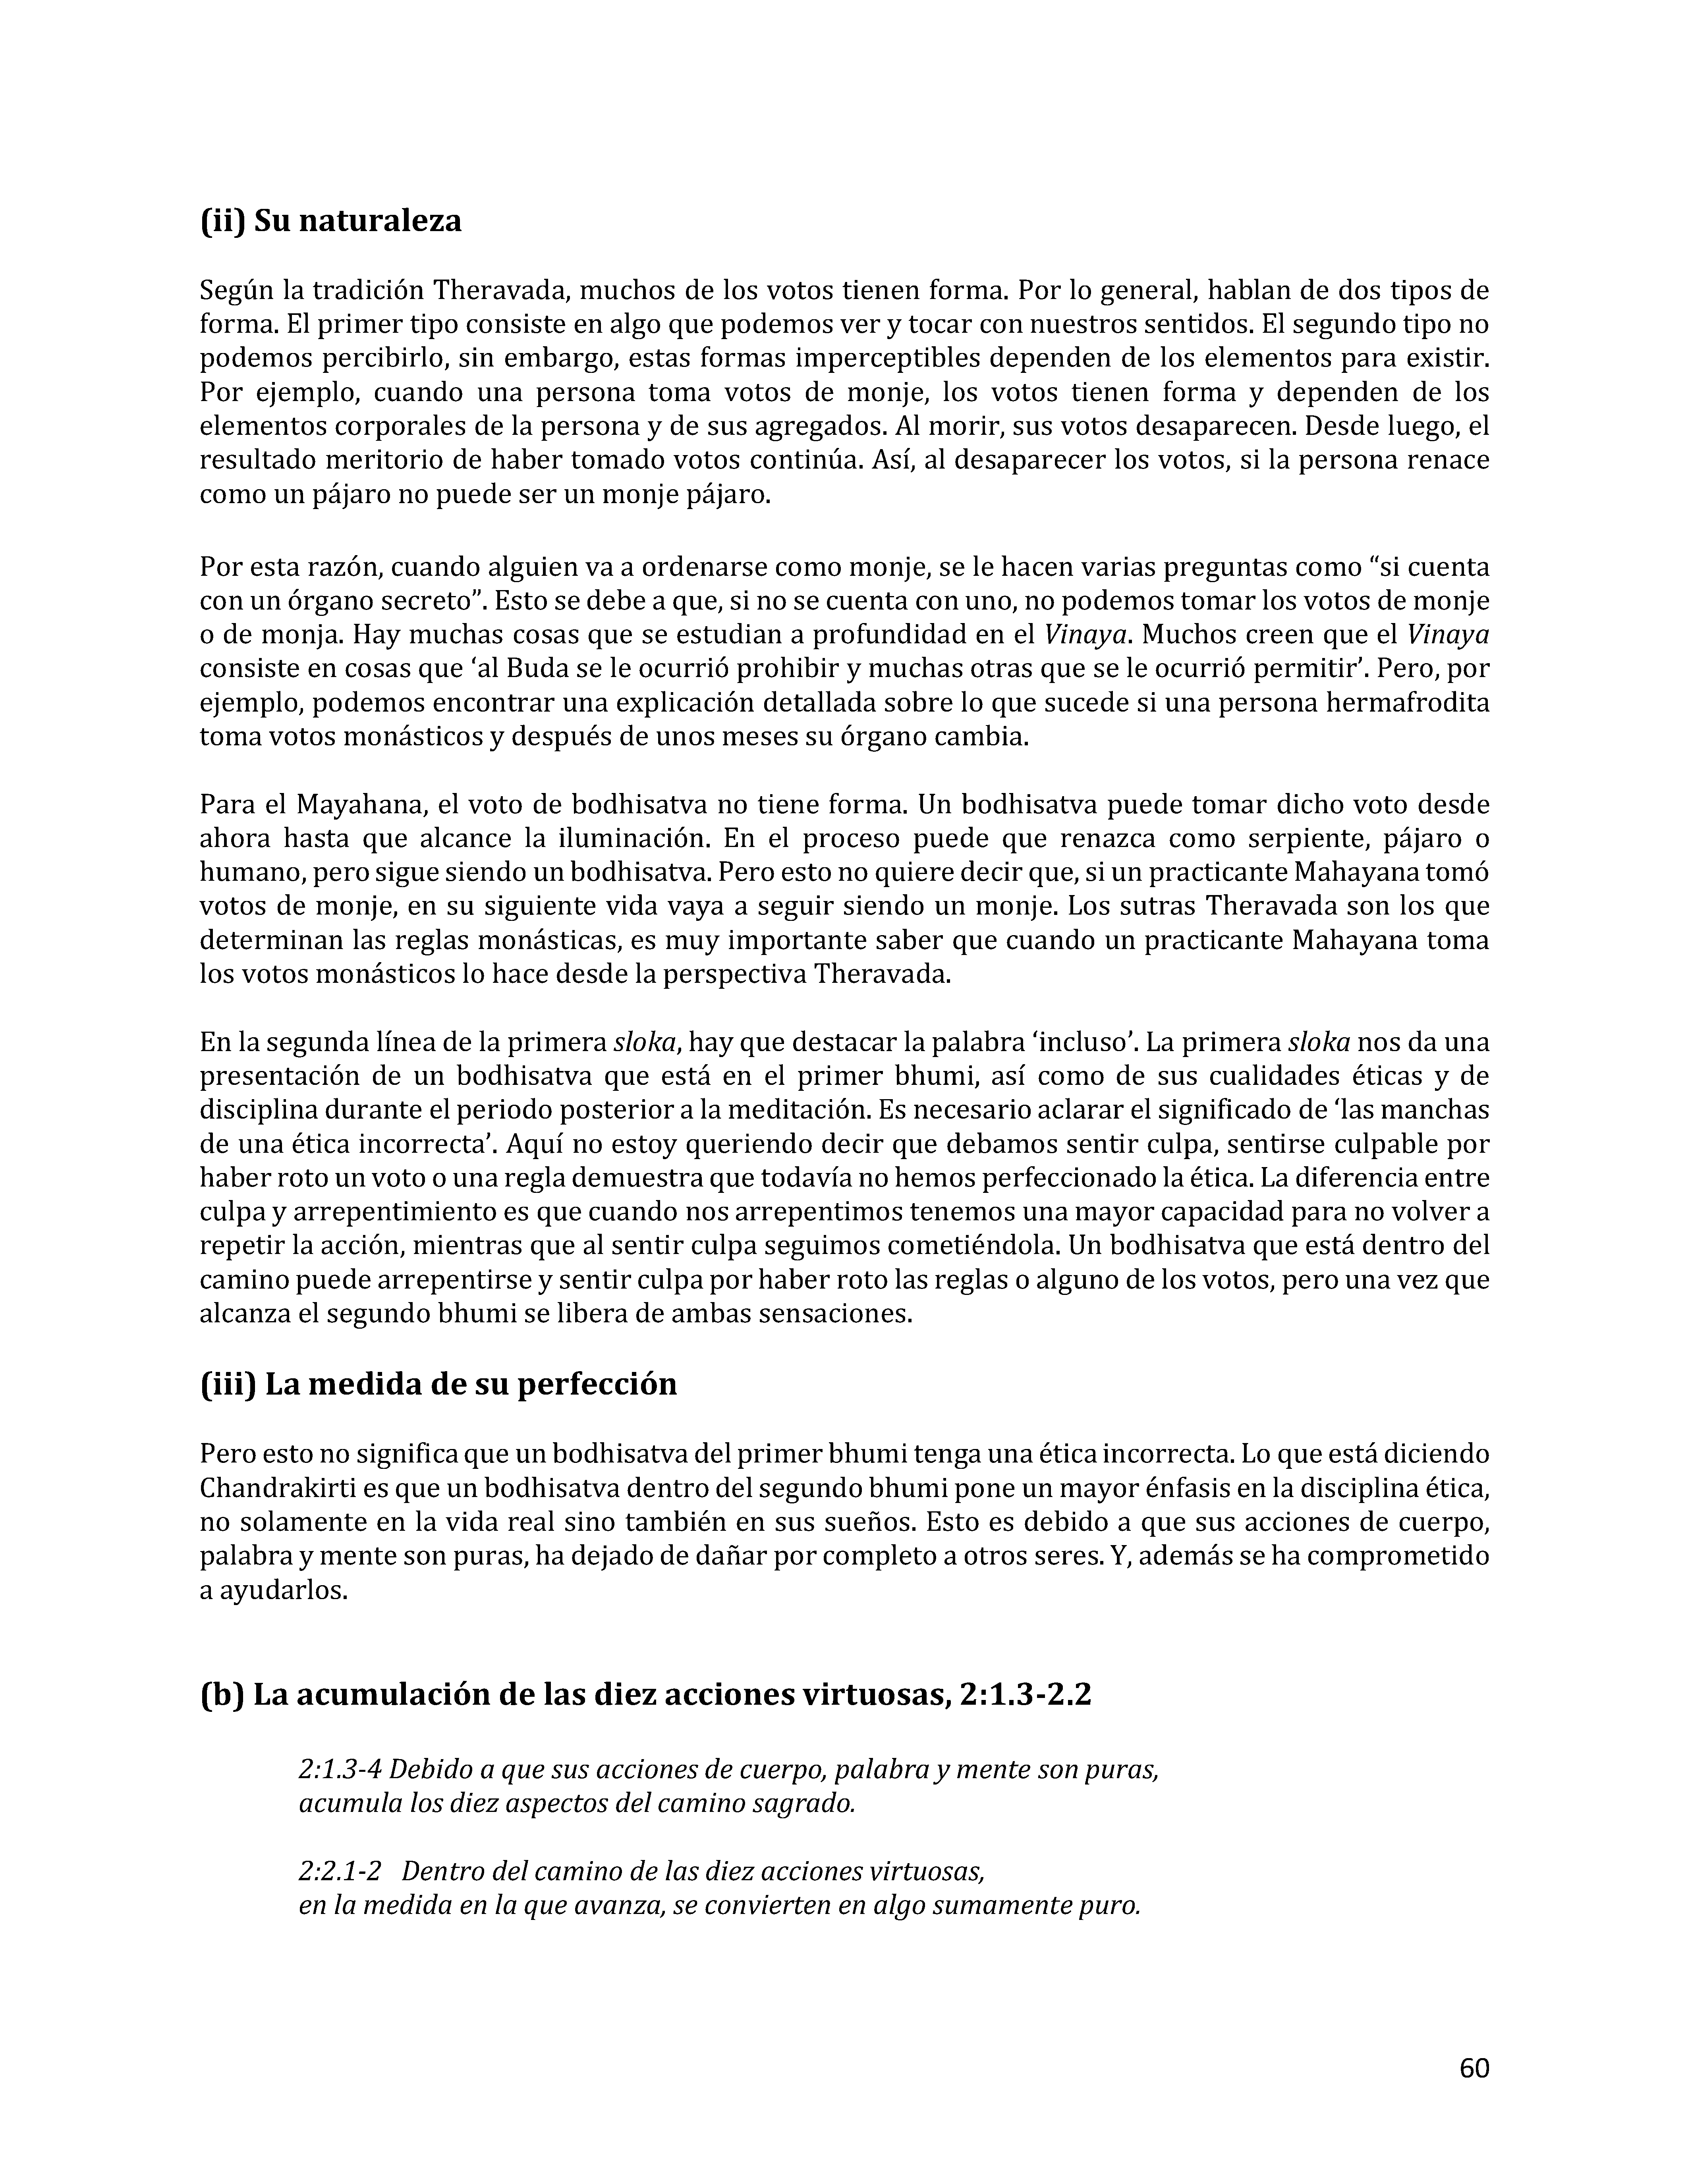 (ii) Su naturaleza
Según la tradición Theravada, muchos de los votos tienen forma. Por lo general, hablan de dos tipos de
forma. El primer tipo consiste en algo que podemos ver y tocar con nuestros sentidos. El segundo tipo no
podemos percibirlo, sin embargo, estas formas imperceptibles dependen de los elementos para existir.
Por ejemplo, cuando una persona toma votos de monje, los votos tienen forma y dependen de los
elementos corporales de la persona y de sus agregados. Al morir, sus votos desaparecen. Desde luego, el
resultado meritorio de haber tomado votos continúa. Así, al desaparecer los votos, si la persona renace
como un pájaro no puede ser un monje pájaro.
Por esta razón, cuando alguien va a ordenarse como monje, se le hacen varias preguntas como “si cuenta
con un órgano secreto”. Esto se debe a que, si no se cuenta con uno, no podemos tomar los votos de monje
o de monja. Hay muchas cosas que se estudian a profundidad en el Vinaya. Muchos creen que el Vinaya
consiste en cosas que ‘al Buda se le ocurrió prohibir y muchas otras que se le ocurrió permitir’. Pero, por
ejemplo, podemos encontrar una explicación detallada sobre lo que sucede si una persona hermafrodita
toma votos monásticos y después de unos meses su órgano cambia.
Para el Mayahana, el voto de bodhisatva no tiene forma. Un bodhisatva puede tomar dicho voto desde
ahora hasta que alcance la iluminación. En el proceso puede que renazca como serpiente, pájaro o
humano, pero sigue siendo un bodhisatva. Pero esto no quiere decir que, si un practicante Mahayana tomó
votos de monje, en su siguiente vida vaya a seguir siendo un monje. Los sutras Theravada son los que
determinan las reglas monásticas, es muy importante saber que cuando un practicante Mahayana toma
los votos monásticos lo hace desde la perspectiva Theravada.
En la segunda línea de la primera sloka, hay que destacar la palabra ‘incluso’. La primera sloka nos da una
presentación de un bodhisatva que está en el primer bhumi, así como de sus cualidades éticas y de
disciplina durante el periodo posterior a la meditación. Es necesario aclarar el significado de ‘las manchas
de una ética incorrecta’. Aquí no estoy queriendo decir que debamos sentir culpa, sentirse culpable por
haber roto un voto o una regla demuestra que todavía no hemos perfeccionado la ética. La diferencia entre
culpa y arrepentimiento es que cuando nos arrepentimos tenemos una mayor capacidad para no volver a
repetir la acción, mientras que al sentir culpa seguimos cometiéndola. Un bodhisatva que está dentro del
camino puede arrepentirse y sentir culpa por haber roto las reglas o alguno de los votos, pero una vez que
alcanza el segundo bhumi se libera de ambas sensaciones.
(iii) La medida de su perfección
Pero esto no significa que un bodhisatva del primer bhumi tenga una ética incorrecta. Lo que está diciendo
Chandrakirti es que un bodhisatva dentro del segundo bhumi pone un mayor énfasis en la disciplina ética,
no solamente en la vida real sino también en sus sueños. Esto es debido a que sus acciones de cuerpo,
palabra y mente son puras, ha dejado de dañar por completo a otros seres. Y, además se ha comprometido
a ayudarlos.
(b) La acumulación de las diez acciones virtuosas, 2:1.3-2.2
2:1.3-4 Debido a que sus acciones de cuerpo, palabra y mente son puras,
acumula los diez aspectos del camino sagrado.
2:2.1-2 Dentro del camino de las diez acciones virtuosas,
en la medida en la que avanza, se convierten en algo sumamente puro.
60